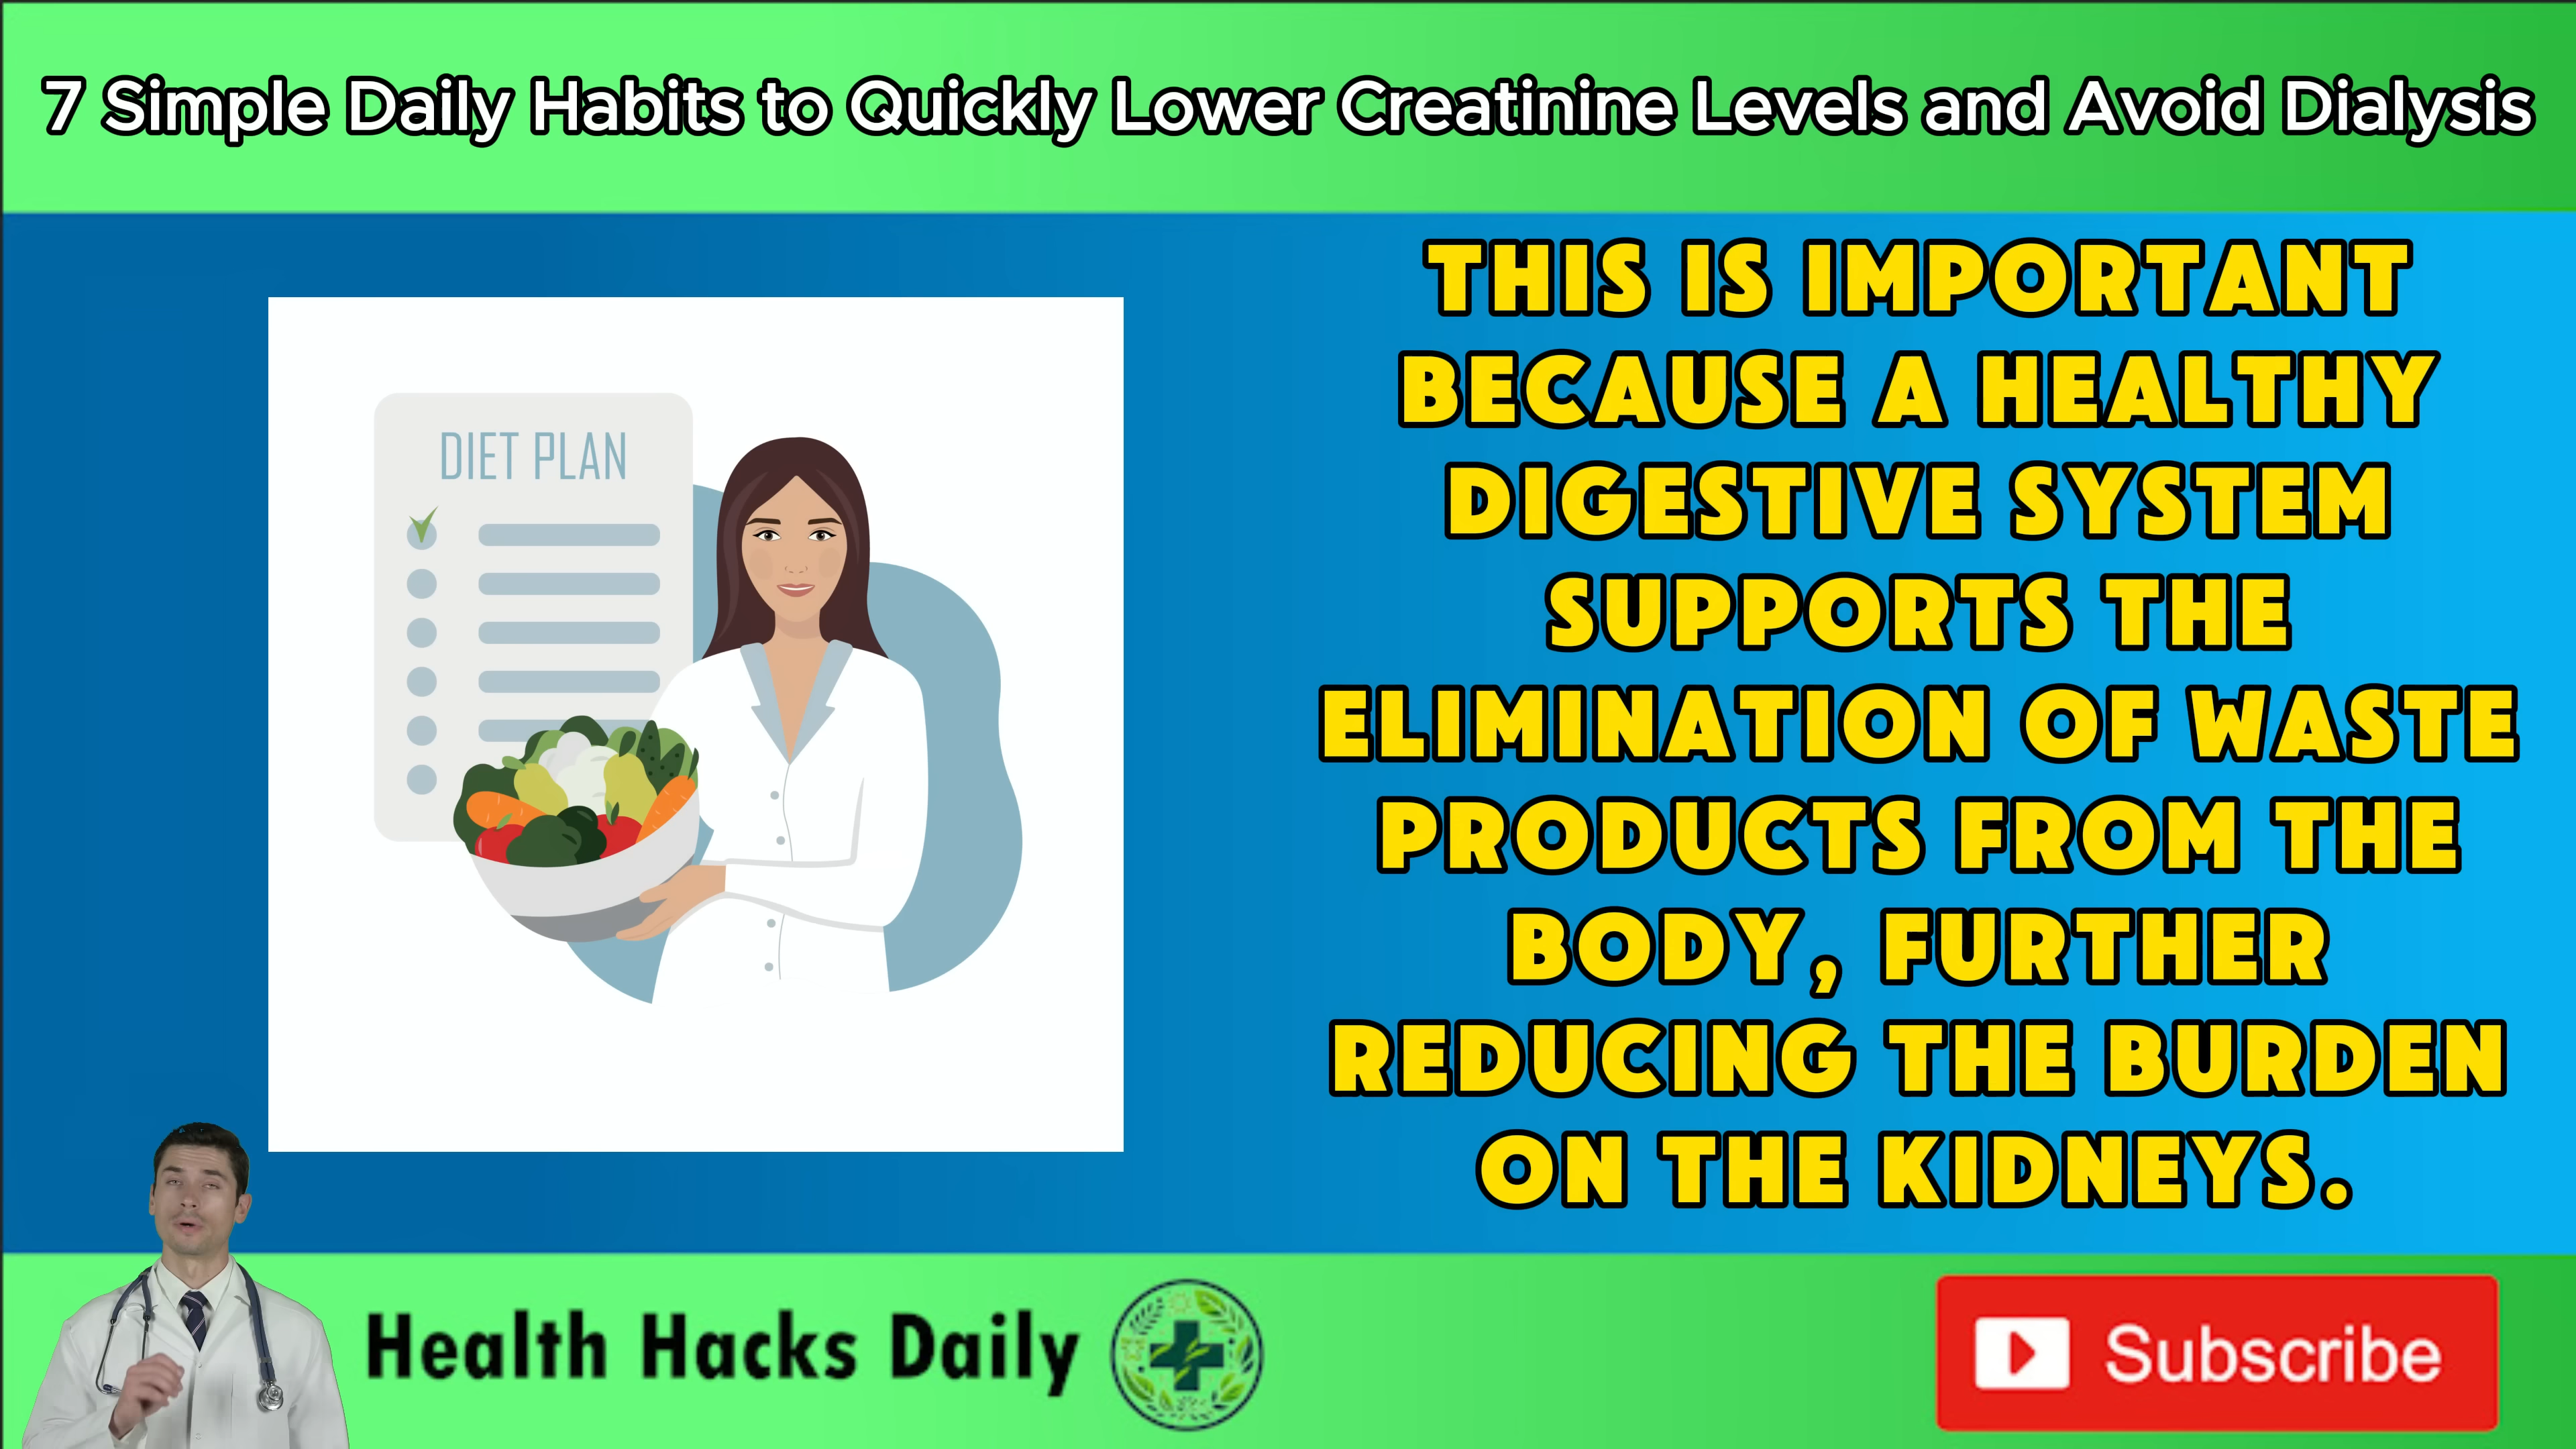 7 Simple Daily Habits to Quickly Lower Creatinine Levels and Avoid Dialysis
DIET PLAN
THIS IS IMPORTANT
BECAUSE A HEALTHY
DIGESTIVE SYSTEM
SUPPORTS THE
ELIMINATION OF WASTE
PRODUCTS FROM THE
BODY, FURTHER
REDUCING THE BURDEN
ON THE KIDNEYS.
Health Hacks Daily
Subscribe